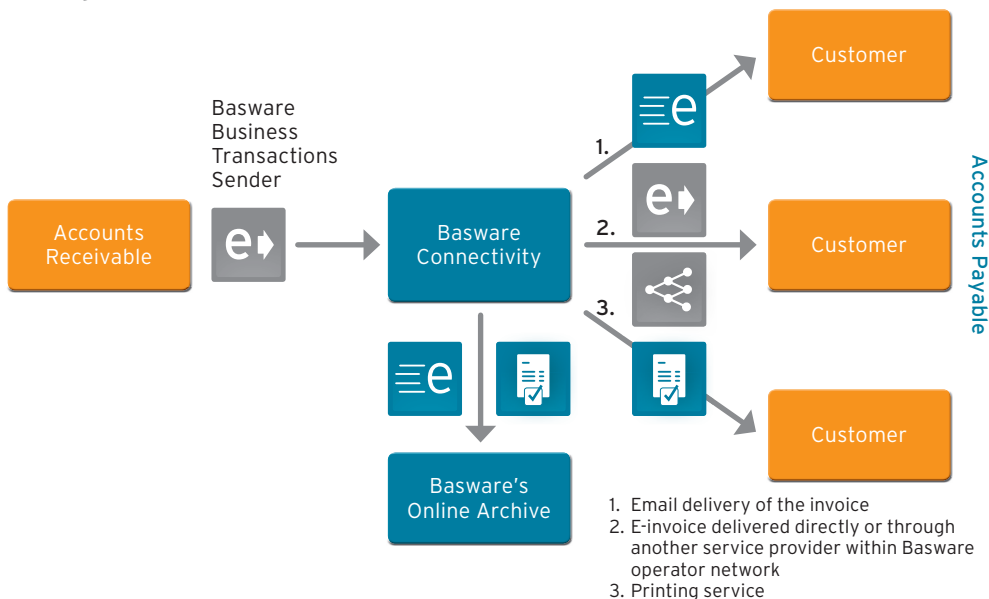 Customer
Basware
Business
Transactions
Sender
e
1.
e
Accounts
Receivable
e
Basware
Connectivity
2.
Customer
Accounts Payable
3.
e
Customer
Basware's
Online Archive
1. Email delivery of the invoice
2. E-invoice delivered directly or through
another service provider within Basware
operator network
3. Printing service